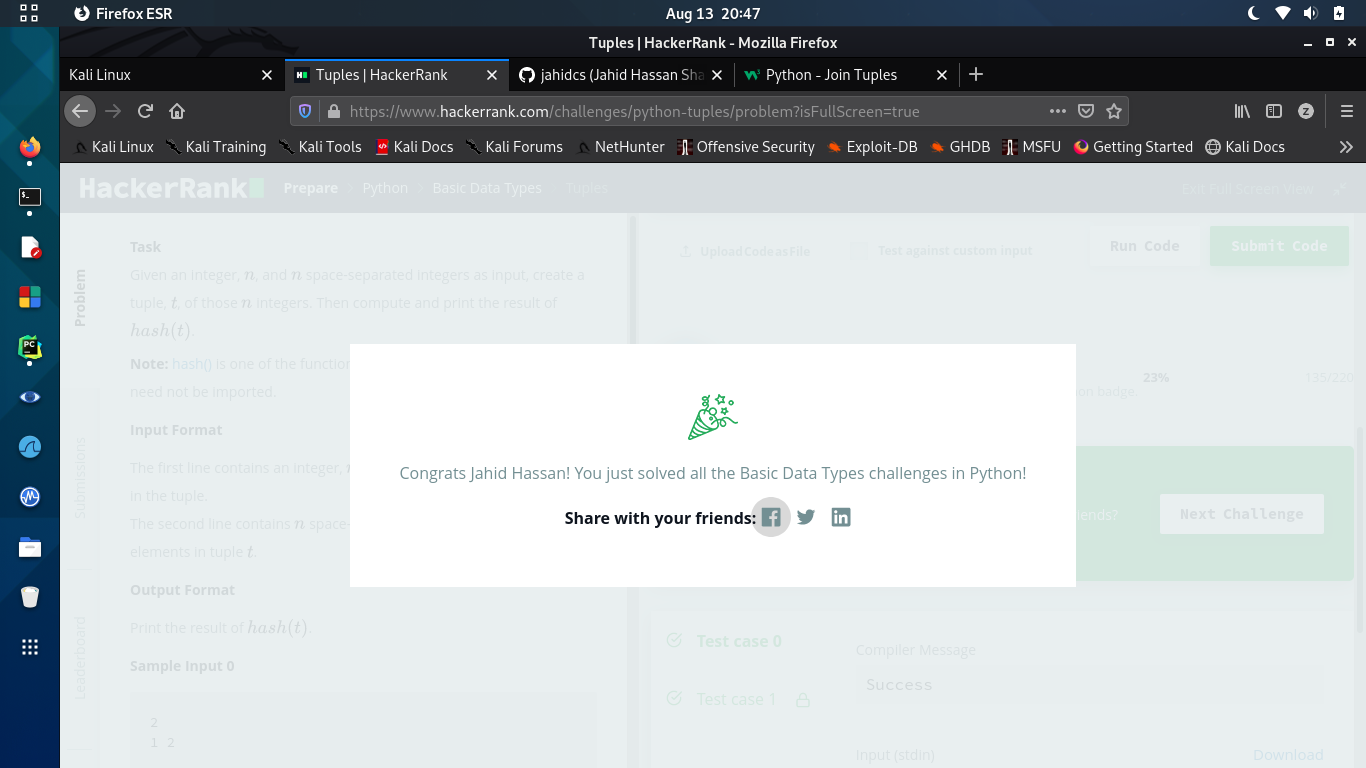 Firefox ESR
Aug 13 20:47
Tuples | HackerRank - Mozilla Firefox
Kali Linux
Tuples | HackerRank
jahidcs (Jahid Hassan Sha
Python - Join Tuples
https://www.hackerrank.com/challenges/python-tuples/problem?isFullScreen=true
Kali Linux
Kali Training
Kali Tools
Kali Docs
Kali Forums
NetHunter
Offensive Security
Exploit-DB
GHDB
MSFU
Getting Started
Kali Docs
HackerRank
Prepare
Python
Basic Data Types
Tuples
Exit Full Screen View
Problem
Submissions
Leaderboard
Task
Given an integer, n, and n space-separated integers as input, create a
tuple, t, of those n integers. Then compute and print the result of
hash(t).
Note: hash() is one of the function
need not be imported.
Input Format
The first line contains an integer,
in the tuple.
The second line contains n space-
elements in tuple t.
Output Format
Print the result of hash(t).
Sample Input 0
2
1 2
Upload Code as File
Test against custom input
Run Code
Submit Code
23%
135/220
on badge.
iends?
Next Challenge
Congrats Jahid Hassan! You just solved all the Basic Data Types challenges in Python!
Share with your friends:
Test case 0
Test case 1
Compiler Message
Success
Input (stdin)
Download